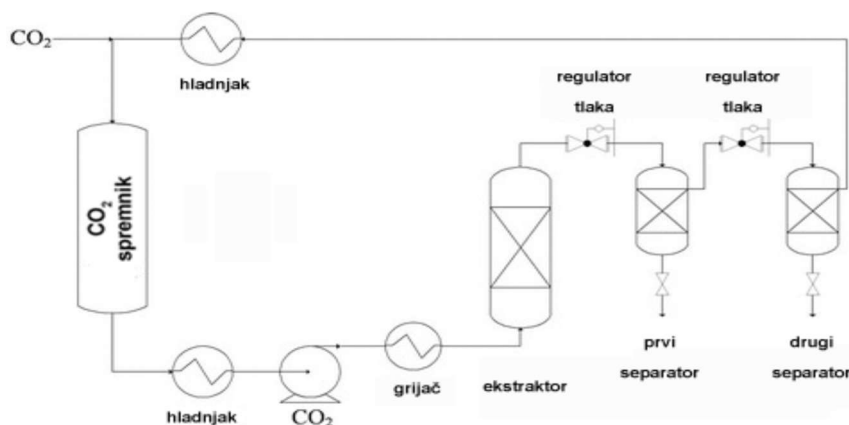 CO₂
hladnjak
regulator
tlaka
regulator
tlaka
CO₂
spremnik
hladnjak
CO₂
grijač
ekstraktor
prvi
separator
drugi
separator